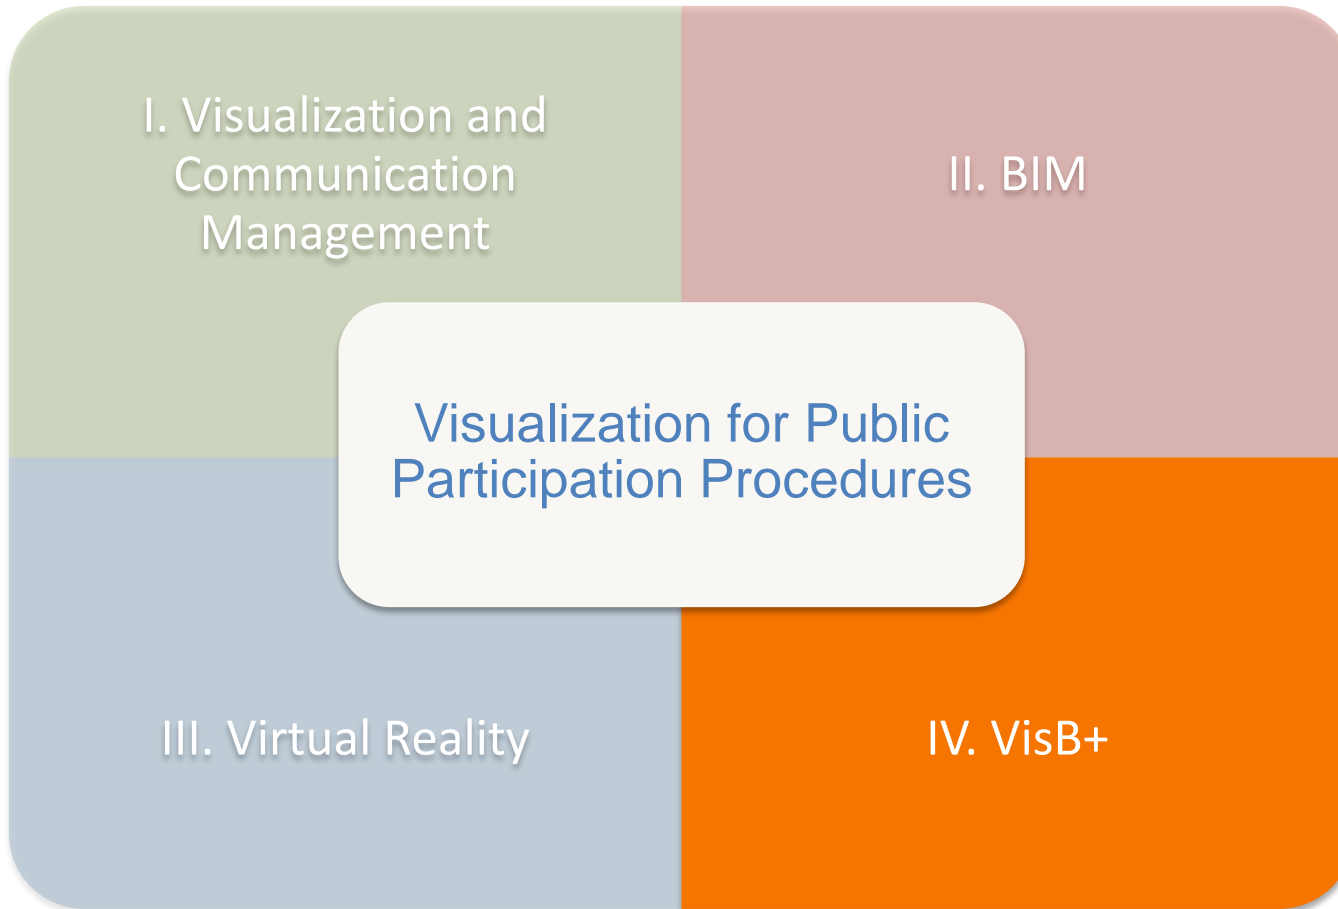 I. Visualization and
Communication
Management
II. BIM
Visualization for Public
Participation Procedures
III. Virtual Reality
IV. VisB+